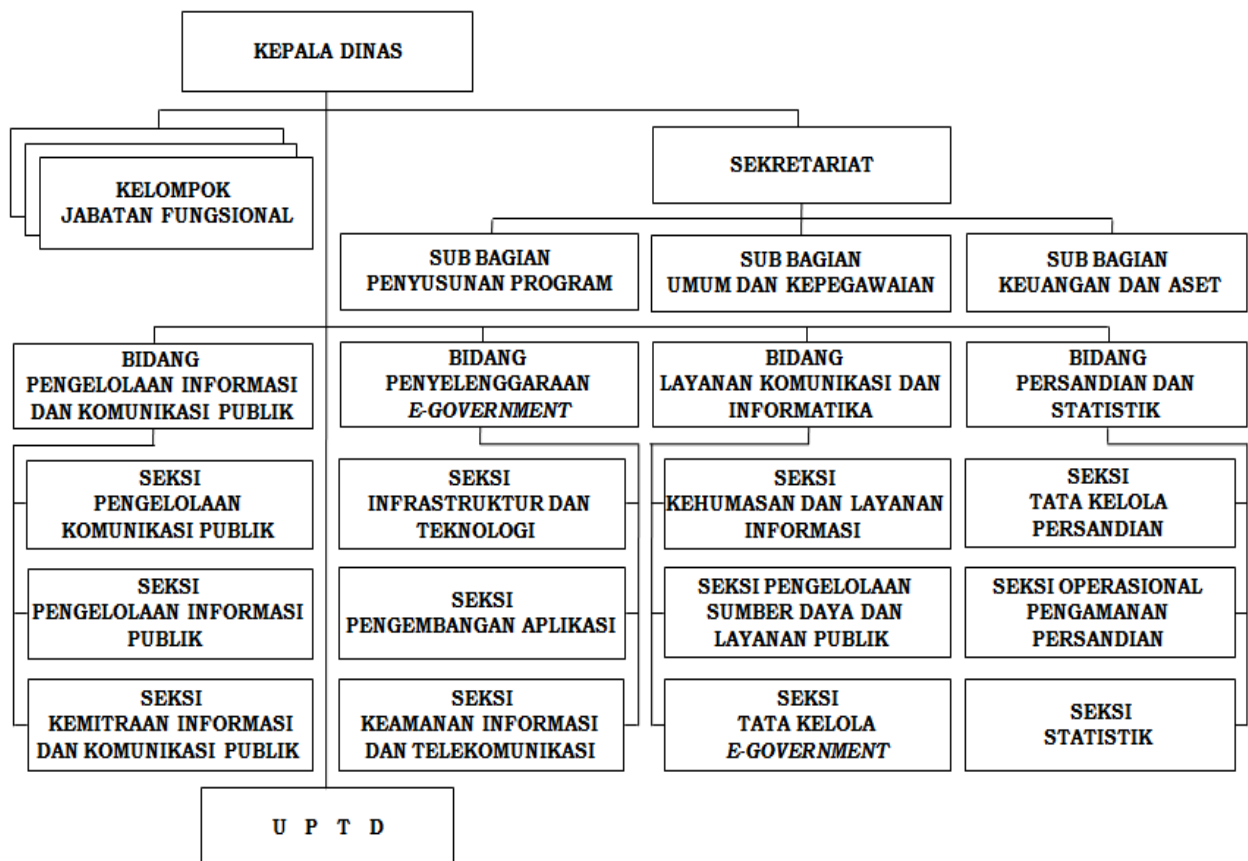 KEPALA DINAS
KELOMPOK
JABATAN FUNGSIONAL
SEKRETARIAT
SUB BAGIAN
PENYUSUNAN PROGRAM
SUB BAGIAN
UMUM DAN KEPEGAWAIAN
SUB BAGIAN
KEUANGAN DAN ASET
BIDANG
PENGELOLAAN INFORMASI
DAN KOMUNIKASI PUBLIK
BIDANG
PENYELENGGARAAN
E-GOVERNMENT
BIDANG
LAYANAN KOMUNIKASI DAN
INFORMATIKA
BIDANG
PERSANDIAN DAN
STATISTIK
SEKSI
PENGELOLAAN
KOMUNIKASI PUBLIK
SEKSI
INFRASTRUKTUR DAN
TEKNOLOGI
SEKSI
KEHUMASAN DAN LAYANAN
INFORMASI
SEKSI
TATA KELOLA
PERSANDIAN
SEKSI
PENGELOLAAN INFORMASI
PUBLIK
SEKSI
PENGEMBANGAN APLIKASI
SEKSI PENGELOLAAN
SUMBER DAYA DAN
LAYANAN PUBLIK
SEKSI OPERASIONAL
PENGAMANAN
PERSANDIAN
SEKSI
KEMITRAAN INFORMASI
DAN KOMUNIKASI PUBLIK
SEKSI
KEAMANAN INFORMASI
DAN TELEKOMUNIKASI
SEKSI
TATA KELOLA
E-GOVERNMENT
SEKSI
STATISTIK
U P T D